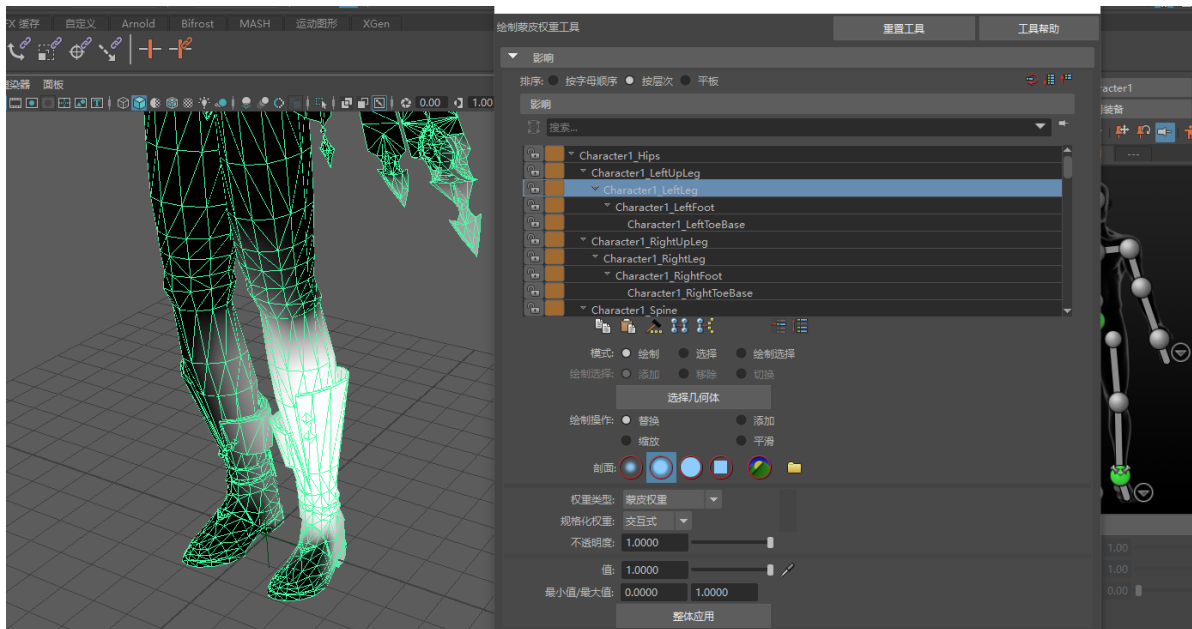 FX 缓存 自定义 Arnold Bifrost MASH 运动图形 XGen
面板
0.00 1.00
绘制蒙皮权重工具
重置工具 工具帮助
影响
排序: 按字母顺序 按层次 平板
影响
搜索...
Character1_Hips
Character1_LeftUpLeg
Character1_LeftLeg
Character1_LeftFoot
Character1_LeftToeBase
Character1_RightUpLeg
Character1_RightLeg
Character1_RightFoot
Character1_RightToeBase
Character1_Spine
模式: 绘制 选择 绘制选择
绘制选择: 添加 移除 切换
选择几何体
绘制操作: 替换 添加
缩放 平滑
剖面:
权重类型: 蒙皮权重
规格化权重: 交互式
不透明度: 1.0000
值: 1.0000
最小值/最大值: 0.0000 1.0000
整体应用
racter1
装备
---
1.00
1.00
0.00